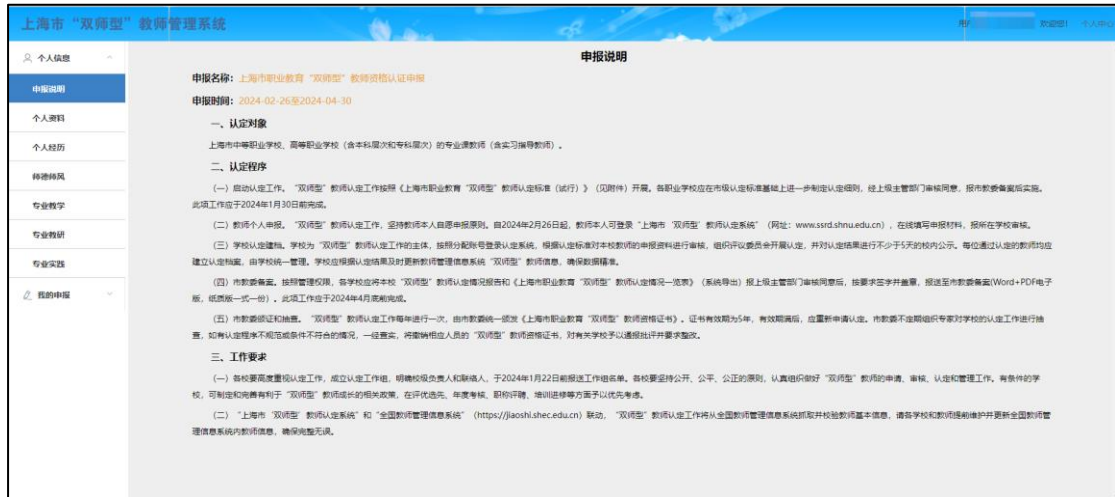 上海市“双师型”教师管理系统
欢迎您!
个人中心
个人信息
申报说明
个人资料
个人经历
师德师风
专业教学
专业教研
专业实践
我的申报
申报说明
申报名称：上海市职业教育“双师型”教师资格认证申报
申报时间：2024-02-26至2024-04-30
一、认定对象
上海市中等职业学校、高等职业学校（含本科层次和专科层次）的专业课教师（含实习指导教师）。
二、认定程序
（一）启动认定工作。“双师型”教师认定工作按照《上海市职业教育“双师型”教师认定标准（试行）》（见附件）开展。各职业学校应在市级认定标准基础上进一步制定认定细则，经上级主管部门审核同意，报市教委备案后实施。
此项工作应于2024年1月30日前完成。
（二）教师个人申报。“双师型”教师认定工作，坚持教师本人自愿申报原则。自2024年2月26日起，教师本人可登录“上海市‘双师型’教师认定系统”（网址：www.ssrd.shnu.edu.cn），在线填写申报材料，报所在学校审核。
（三）学校认定建档。学校为“双师型”教师认定工作的主体，按照分配账号登录认定系统，根据认定标准对本校教师的申报资料进行审核，组织评议委员会开展认定，并对认定结果进行不少于5天的校内公示。每位通过认定的教师均应
建立认定档案，由学校统一管理。学校应根据认定结果及时更新教师管理信息系统“双师型”教师信息，确保数据精准。
（四）市教委备案。按照管理权限，各学校应将本校“双师型”教师认定情况报告和《上海市职业教育“双师型”教师认定情况一览表》（系统导出）报上级主管部门审核同意后，按要求签字并盖章，报送至市教委备案(Word+PDF电子
版，纸质版一式一份）。此项工作应于2024年4月底前完成。
（五）市教委颁证和抽查。“双师型”教师认定工作每年进行一次，由市教委统一颁发《上海市职业教育“双师型”教师资格证书》。证书有效期为5年，有效期满后，应重新申请认定。市教委不定期组织专家对学校的认定工作进行抽
查，如有认定程序不规范或条件不符合的情况，一经查实，将撤销相应人员的“双师型”教师资格证书，对有关学校予以通报批评并要求整改。
三、工作要求
（一）各校要高度重视认定工作，成立认定工作组，明确校级负责人和联络人，于2024年1月22日前报送工作组名单。各校要坚持公开、公平、公正的原则，认真组织做好“双师型”教师的申请、审核、认定和管理工作。有条件的学
校，可制定和完善有利于“双师型”教师成长的相关政策，在评优选先、年度考核、职称评聘、培训进修等方面予以优先考虑。
（二）“上海市‘双师型’教师认定系统”和“全国教师管理信息系统”（https://jiaoshi.shec.edu.cn）联动，“双师型”教师认定工作将从全国教师管理信息系统抓取并校验教师基本信息，请各学校和教师提前维护并更新全国教师管
理信息系统内教师信息，确保完整无误。